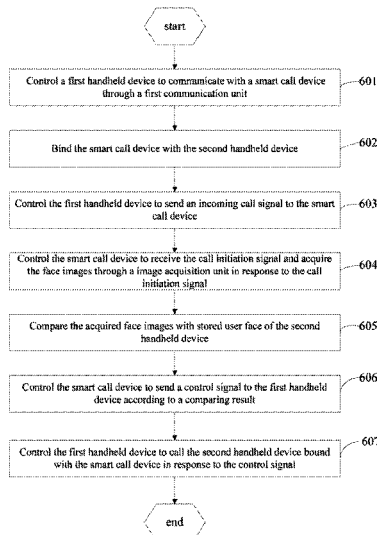 start
Control a first handheld device to communicate with a smart call device
through a first communication unit
601
Bind the smart call device with the second handheld device
602
Control the first handheld device to send an incoming call signal to the smart
call device
603
Control the smart call device to receive the call initiation signal and acquire
the face images through a image acquisition unit in response to the call
initiation signal
604
Compare the acquired face images with stored user face of the second
handheld device
605
Control the smart call device to send a control signal to the first handheld
device according to a comparing result
606
Control the first handheld device to call the second handheld device bound
with the smart call device in response to the control signal
607
end